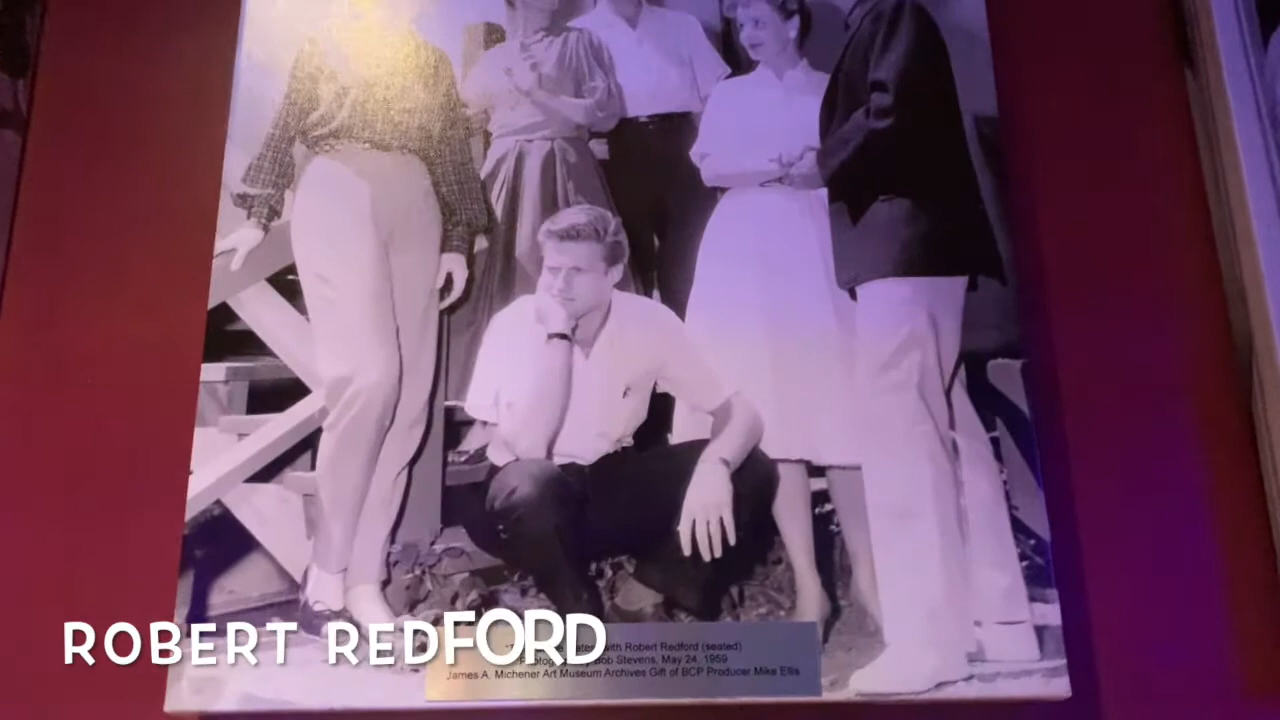 ROBERT REDFORD
with Robert Redford (seated)
Bob Stevens, May 24, 1959
James A. Michener Art Museum Archives Gift of BCP Producer Mike Ellis